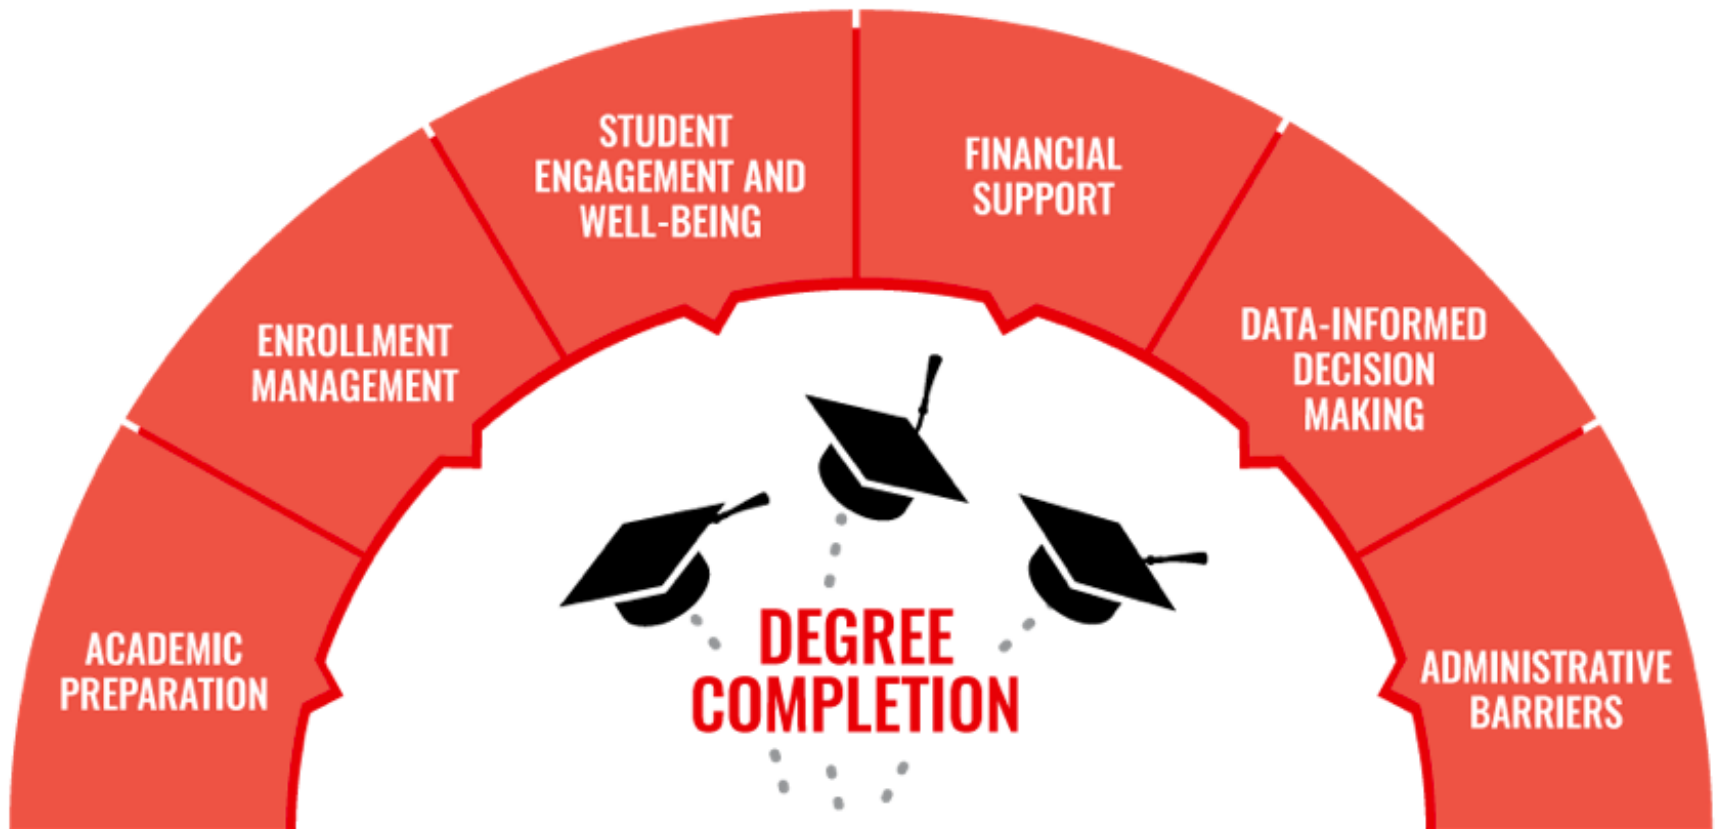 ACADEMIC
PREPARATION
ENROLLMENT
MANAGEMENT
STUDENT
ENGAGEMENT AND
WELL-BEING
FINANCIAL
SUPPORT
DATA-INFORMED
DECISION
MAKING
ADMINISTRATIVE
BARRIERS
DEGREE
COMPLETION